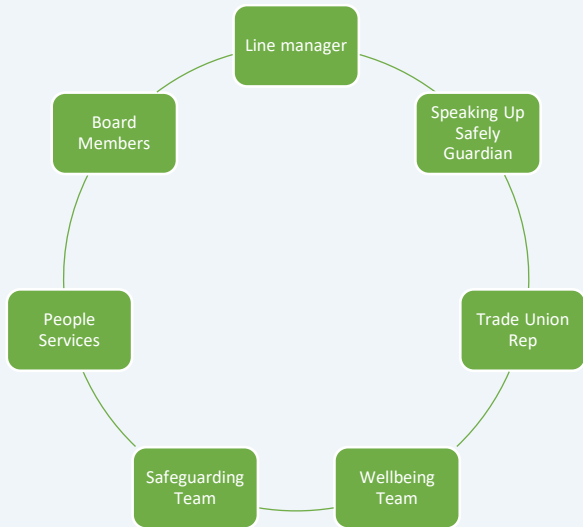 Line manager
Speaking Up
Safely
Guardian
Trade Union
Rep
Wellbeing
Team
Safeguarding
Team
People
Services
Board
Members